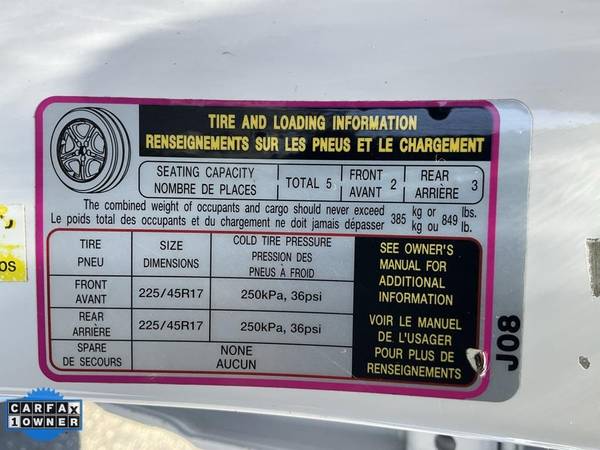 TIRE AND LOADING INFORMATION
RENSEIGNEMENTS SUR LES PNEUS ET LE CHARGEMENT
SEATING CAPACITY
NOMBRE DE PLACES
TOTAL 5
FRONT
AVANT 2
REAR
ARRIÈRE 3
The combined weight of occupants and cargo should never exceed 385 kg or 849 lbs.
Le poids total des occupants et du chargement ne doit jamais dépasser kg ou lb.
TIRE
PNEU
SIZE
DIMENSIONS
COLD TIRE PRESSURE
PRESSION DES
PNEUS À FROID
FRONT
AVANT
225/45R17
250kPa, 36psi
REAR
ARRIÈRE
225/45R17
250kPa, 36psi
SPARE
DE SECOURS
NONE
AUCUN
SEE OWNER'S
MANUAL FOR
ADDITIONAL
INFORMATION
VOIR LE MANUEL
DE L'USAGER
POUR PLUS DE
RENSEIGNEMENTS
J08
OS
CARFAX
1 OWNER